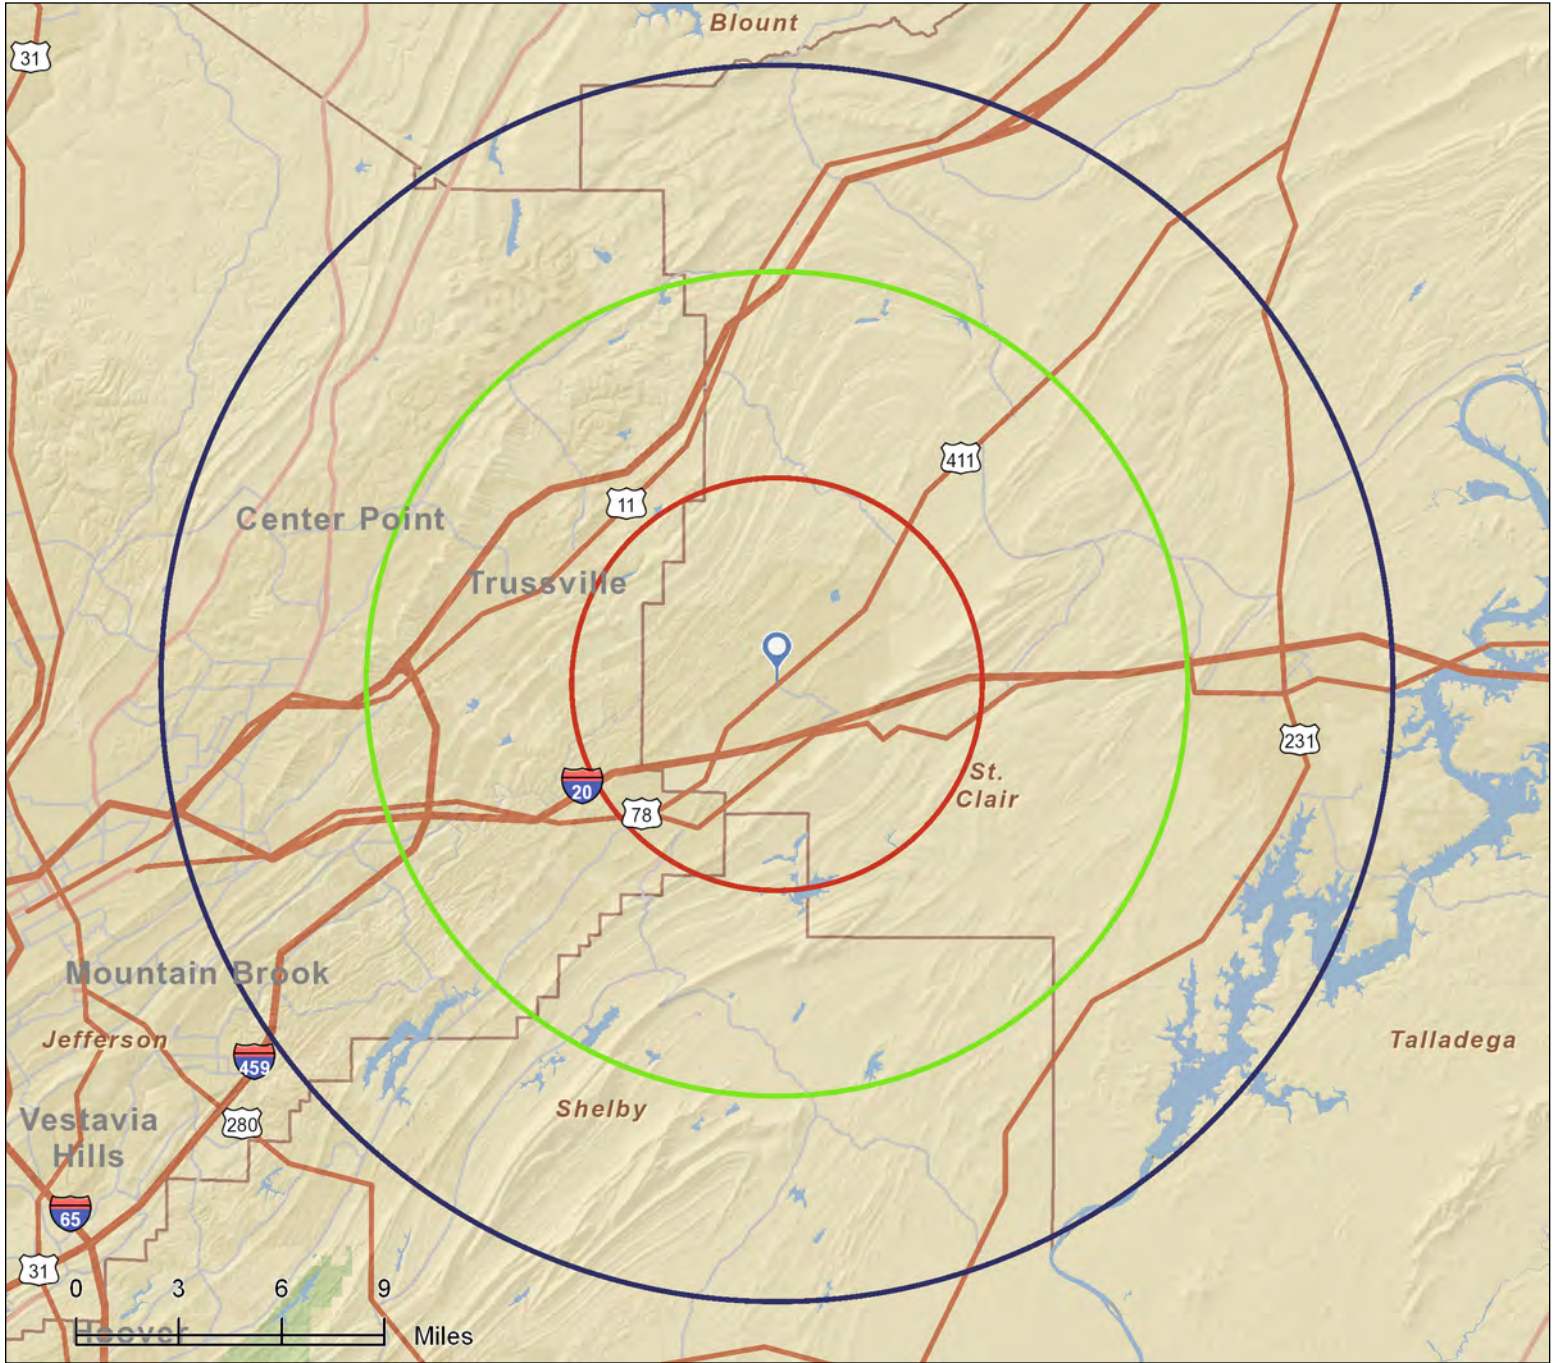 Blount
31
411
11
Center Point
Trussville
231
20
78
St.
Clair
Mountain Brook
Jefferson
459
Talladega
Shelby
Vestavia
Hills
280
65
31
0 3 6 9
Hoover
Miles